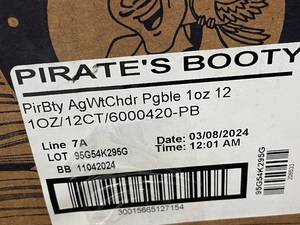 PIRATE'S BOOTY
PirBty AgWtChdr Pgble 1oz 12
1OZ/12CT/6000420-PB
Line 7A
Date: 03/08/2024
LOT 95G54K295G
Time: 12:01 AM
BB 11042024
30015665127154
95G54K295G